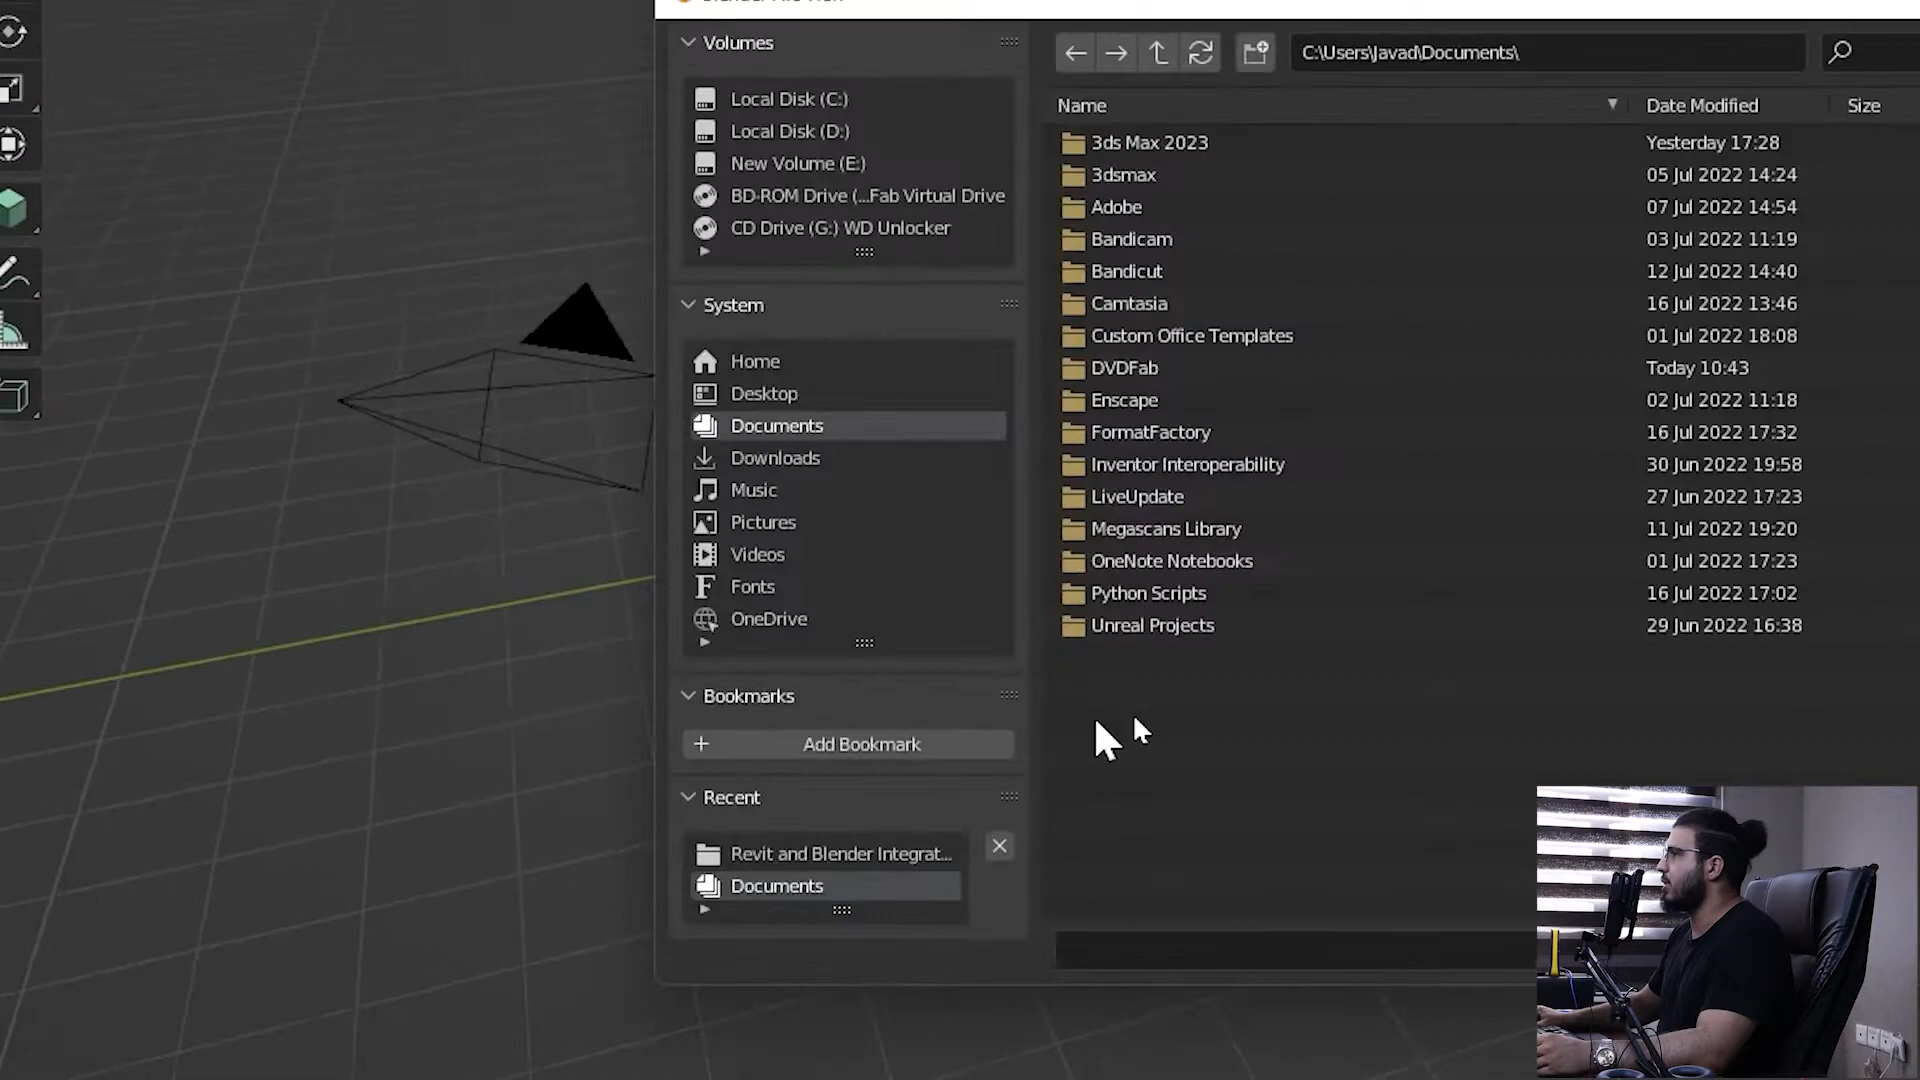 Volumes
Local Disk (C:)
Local Disk (D:)
New Volume (E:)
BD-ROM Drive (...Fab Virtual Drive
CD Drive (G:) WD Unlocker
System
Home
Desktop
Documents
Downloads
Music
Pictures
Videos
Fonts
OneDrive
Bookmarks
Add Bookmark
Recent
Revit and Blender Integrat...
Documents
C:\Users\Javad\Documents\
Name Date Modified Size
3ds Max 2023 Yesterday 17:28
3dsmax 05 Jul 2022 14:24
Adobe 07 Jul 2022 14:54
Bandicam 03 Jul 2022 11:19
Bandicut 12 Jul 2022 14:40
Camtasia 16 Jul 2022 13:46
Custom Office Templates 01 Jul 2022 18:08
DVDFab Today 10:43
Enscape 02 Jul 2022 11:18
FormatFactory 16 Jul 2022 17:32
Inventor Interoperability 30 Jun 2022 19:58
LiveUpdate 27 Jun 2022 17:23
Megascans Library 11 Jul 2022 19:20
OneNote Notebooks 01 Jul 2022 17:23
Python Scripts 16 Jul 2022 17:02
Unreal Projects 29 Jun 2022 16:38